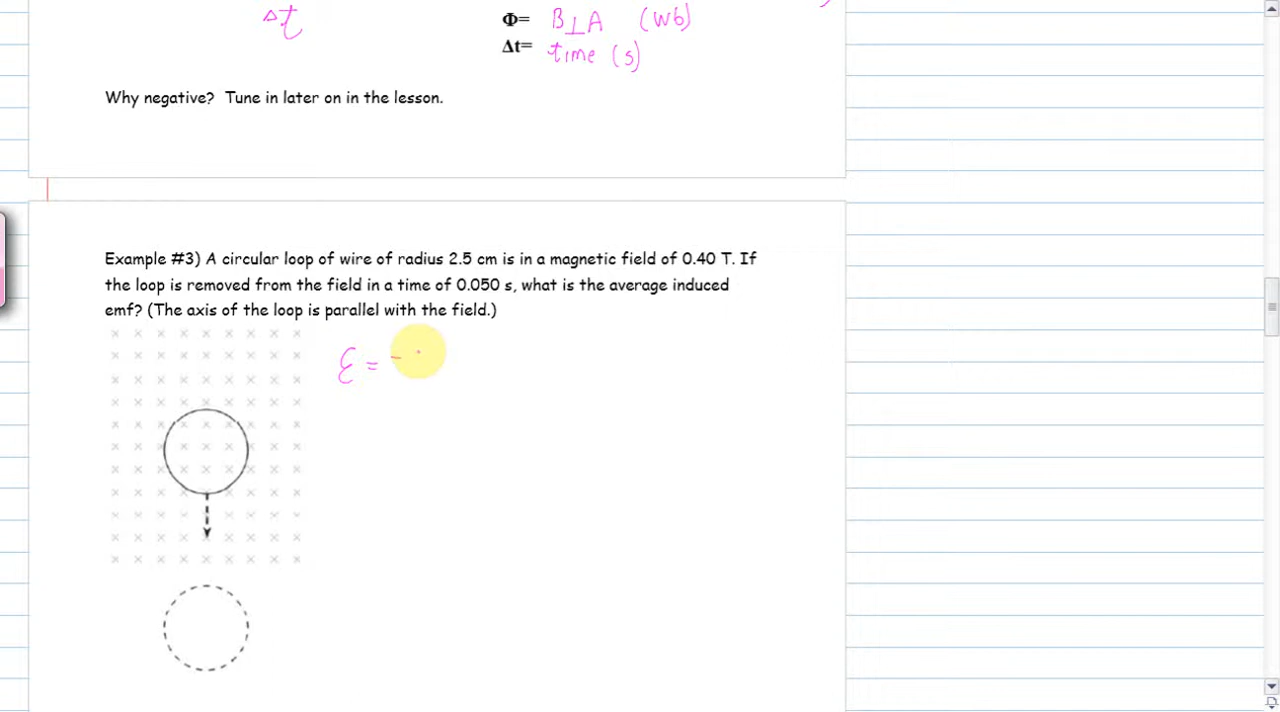 Δt
Φ= B⊥A (Wb)
Δt= time (s)
Why negative? Tune in later on in the lesson.
Example #3) A circular loop of wire of radius 2.5 cm is in a magnetic field of 0.40 T. If
the loop is removed from the field in a time of 0.050 s, what is the average induced
emf? (The axis of the loop is parallel with the field.)
ℰ = -